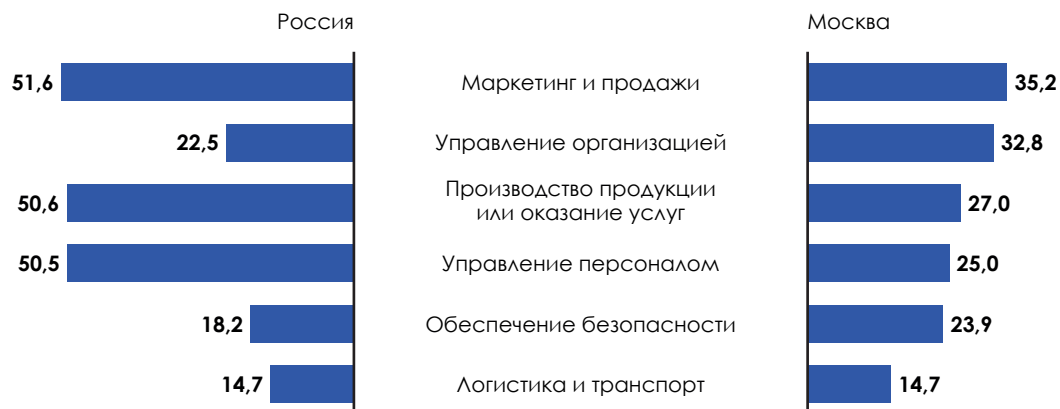 Россия Москва
51,6 Маркетинг и продажи 35,2
22,5 Управление организацией 32,8
Производство продукции
50,6 или оказание услуг 27,0
50,5 Управление персоналом 25,0
18,2 Обеспечение безопасности 23,9
14,7 Логистика и транспорт 14,7